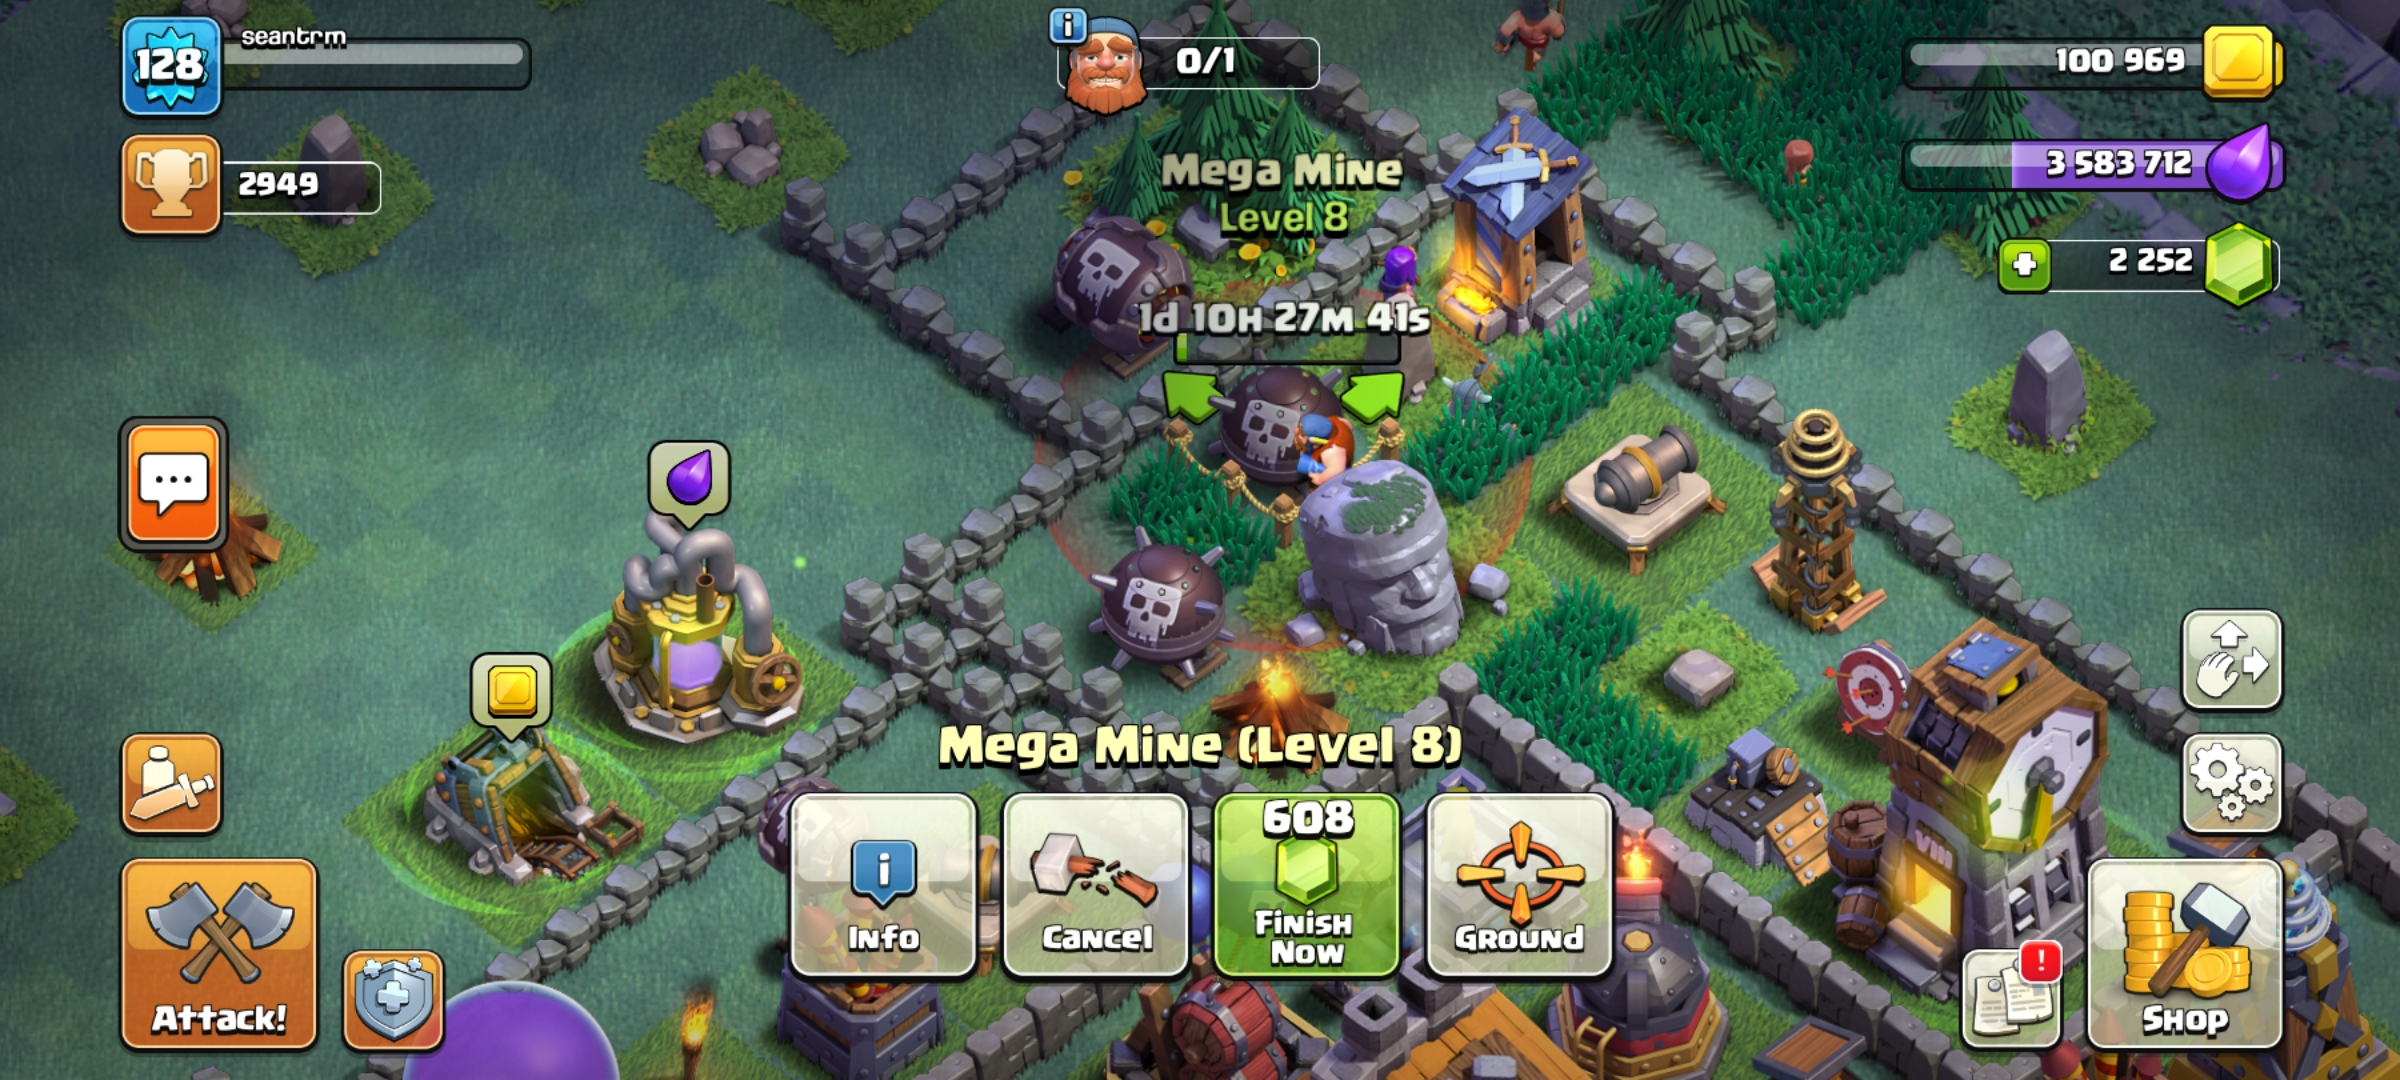 128
seantrm
0/1
100 969
2949
3 583 712
2 252
Mega Mine
Level 8
1d 10H 27M 41s
...
Mega Mine (Level 8)
i
Info
Cancel
608
Finish
Now
Ground
VIII
Attack!
!
Shop